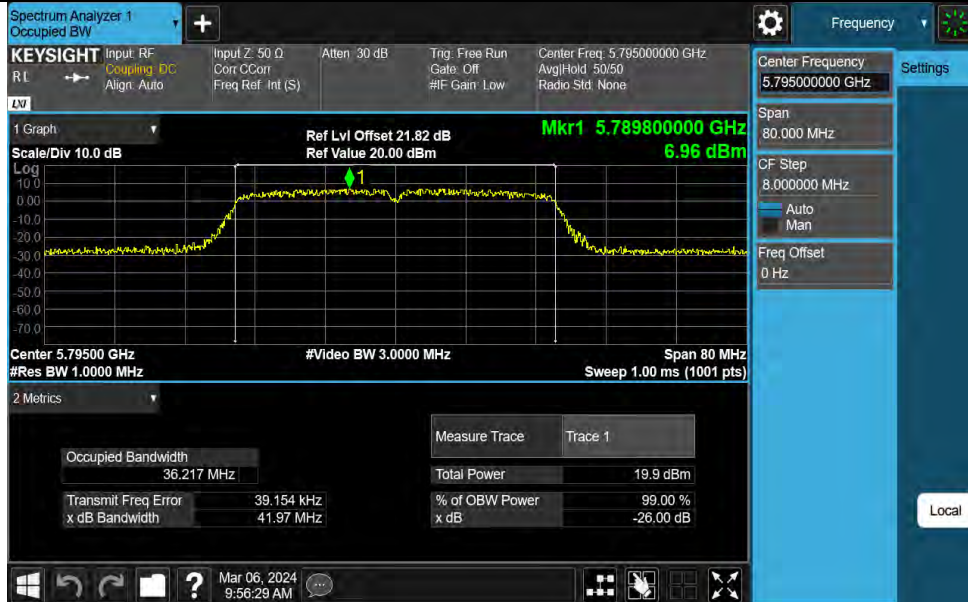 Spectrum Analyzer 1
Occupied BW
+
Frequency
KEYSIGHT Input: RF Input Z: 50 Ω Atten: 30 dB Trig: Free Run Center Freq: 5.795000000 GHz
RL Coupling: DC Corr CCorr Gate: Off Avg|Hold: 50/50
Align: Auto Freq Ref: Int (S) #IF Gain: Low Radio Std: None
LXI
Center Frequency
5.795000000 GHz
Settings
Span
80.000 MHz
CF Step
8.000000 MHz
Auto
Man
Freq Offset
0 Hz
Local
1 Graph
Ref Lvl Offset 21.82 dB
Mkr1 5.789800000 GHz
Scale/Div 10.0 dB
Ref Value 20.00 dBm
6.96 dBm
Log
1
10.0
0.00
-10.0
-20.0
-30.0
-40.0
-50.0
-60.0
-70.0
Center 5.79500 GHz #Video BW 3.0000 MHz Span 80 MHz
#Res BW 1.0000 MHz Sweep 1.00 ms (1001 pts)
2 Metrics
Measure Trace Trace 1
Occupied Bandwidth
36.217 MHz
Total Power 19.9 dBm
Transmit Freq Error 39.154 kHz
% of OBW Power 99.00 %
x dB Bandwidth 41.97 MHz
x dB -26.00 dB
?
Mar 06, 2024
9:56:29 AM